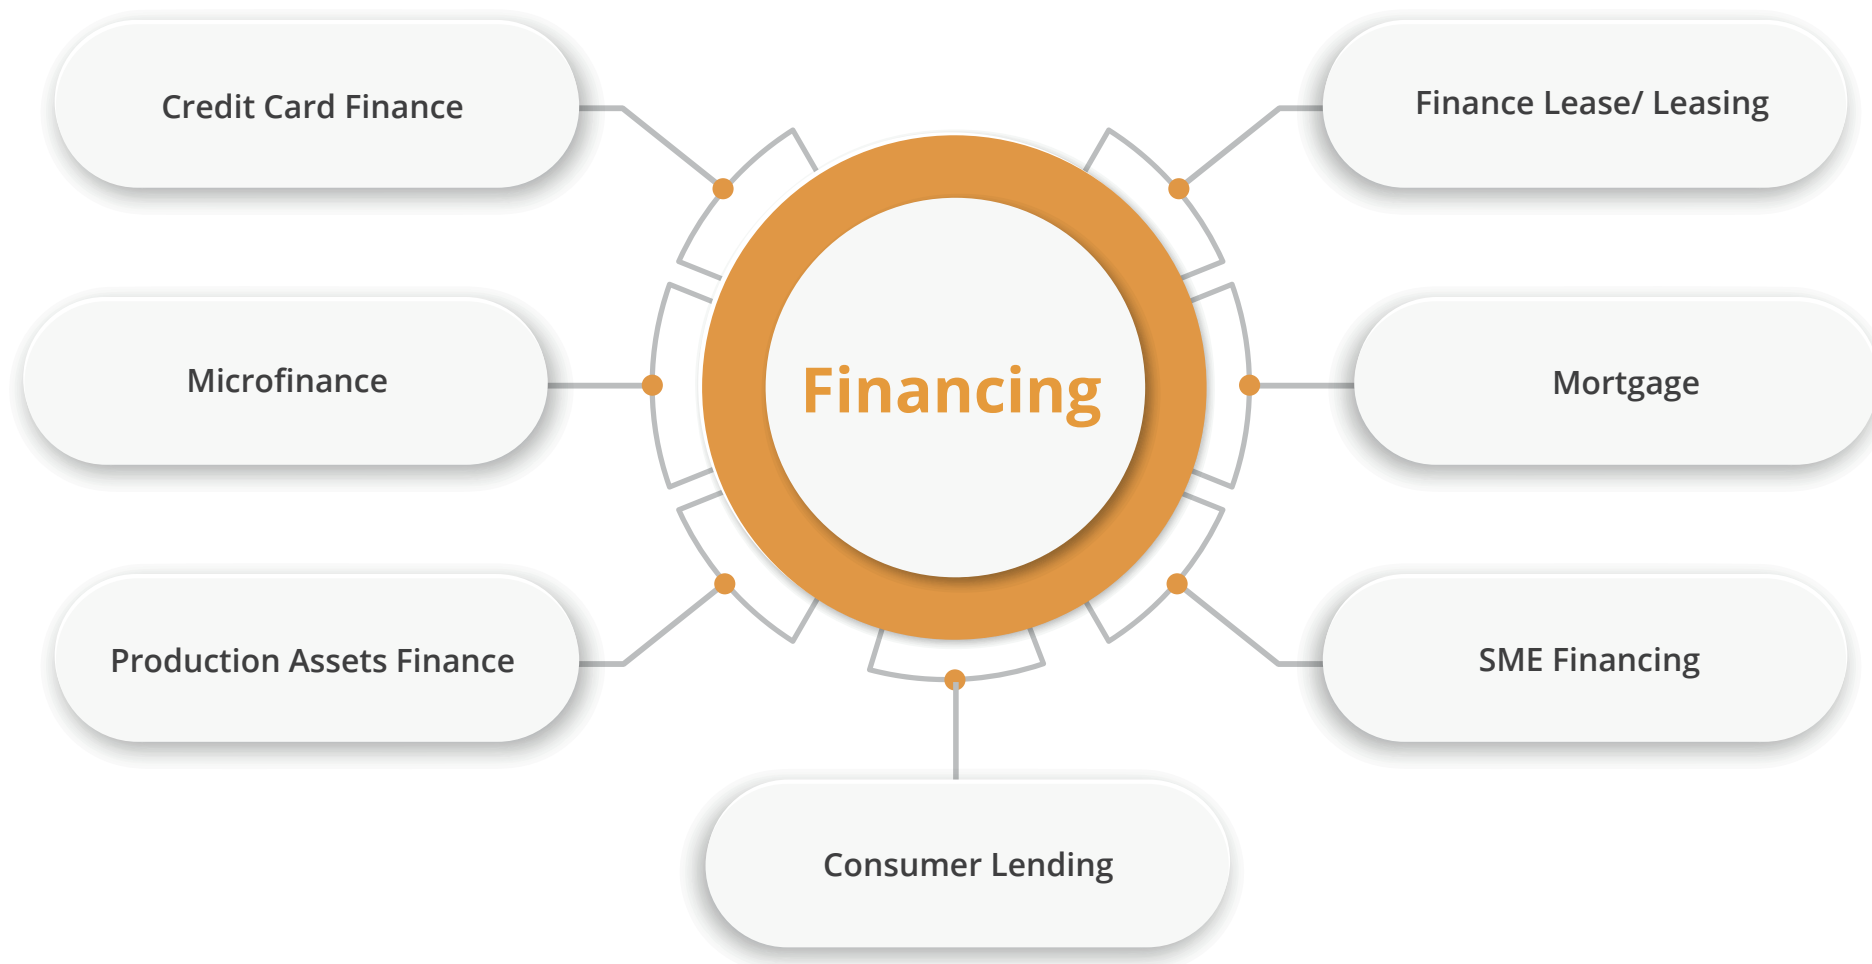 Credit Card Finance
Finance Lease/ Leasing
Microfinance
Financing
Mortgage
Production Assets Finance
SME Financing
Consumer Lending